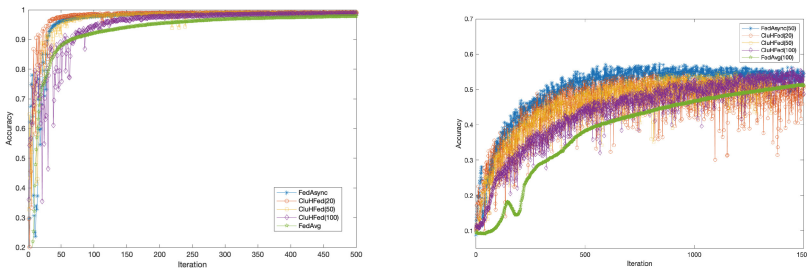 1
0.9
0.8
0.7
0.6
0.5
0.4
0.3
0.2
Accuracy
0 50 100 150 200 250 300 350 400 450 500
Iteration
FedAsync
CluHFed(20)
CluHFed(50)
CluHFed(100)
FedAvg
0.7
0.6
0.5
0.4
0.3
0.2
0.1
Accuracy
0 500 1000 150
Iteration
FedAsync(50)
CluHFed(20)
CluHFed(50)
CluHFed(100)
FedAvg(100)